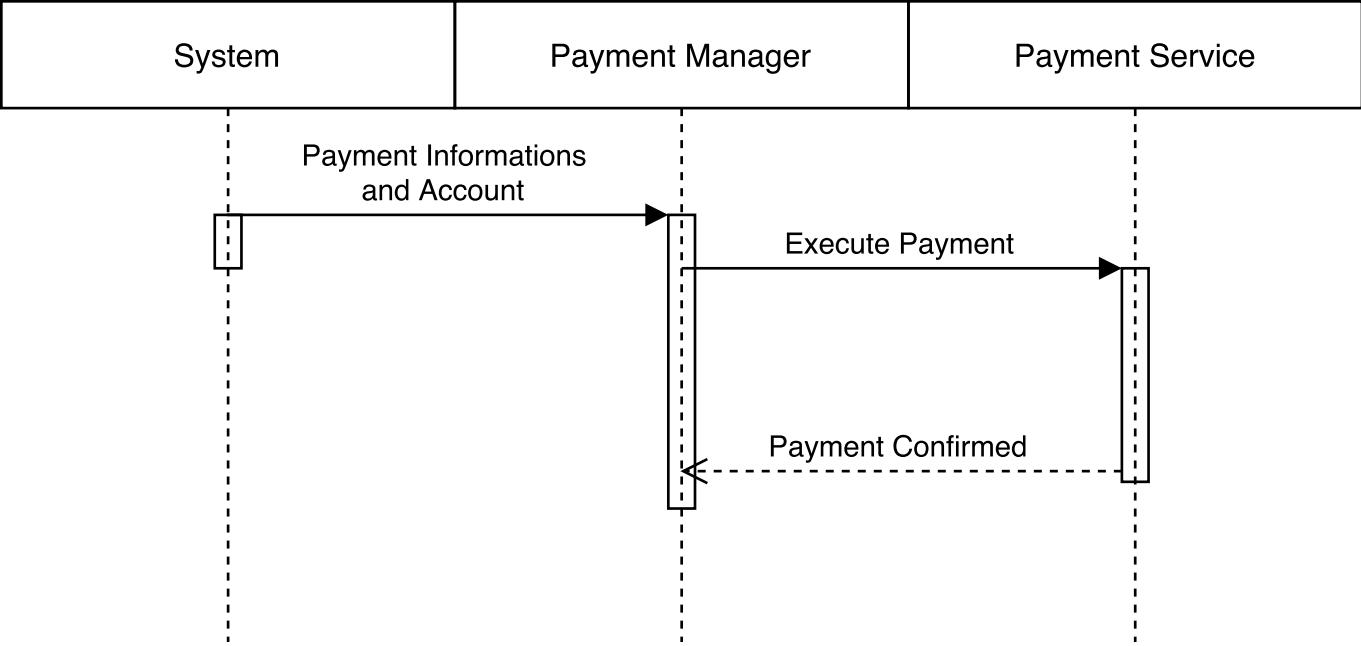 System
Payment Manager
Payment Service
Payment Informations
and Account
Execute Payment
Payment Confirmed